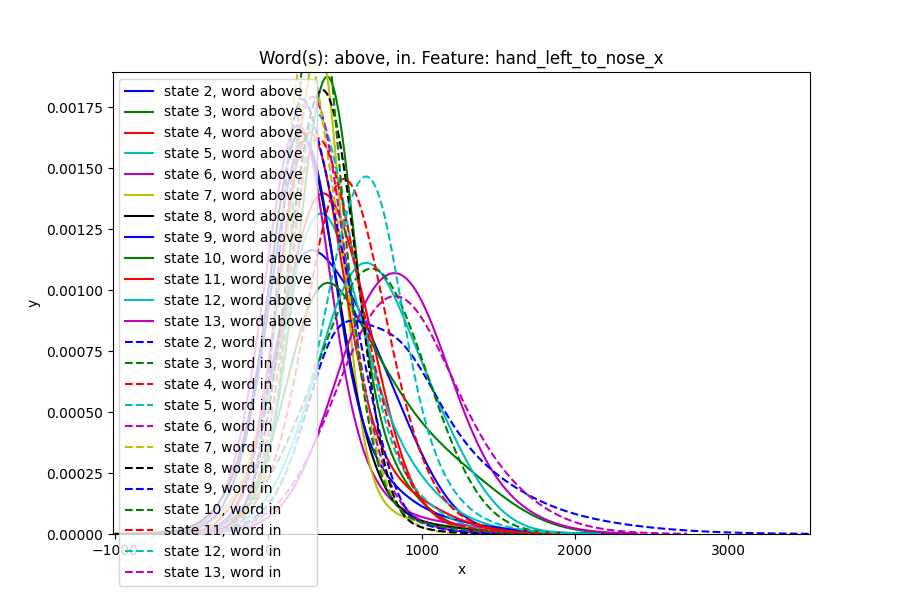 Word(s): above, in. Feature: hand_left_to_nose_x
y
0.00175
0.00150
0.00125
0.00100
0.00075
0.00050
0.00025
0.00000
state 2, word above
state 3, word above
state 4, word above
state 5, word above
state 6, word above
state 7, word above
state 8, word above
state 9, word above
state 10, word above
state 11, word above
state 12, word above
state 13, word above
state 2, word in
state 3, word in
state 4, word in
state 5, word in
state 6, word in
state 7, word in
state 8, word in
state 9, word in
state 10, word in
state 11, word in
state 12, word in
state 13, word in
−1000 0 1000 2000 3000
x